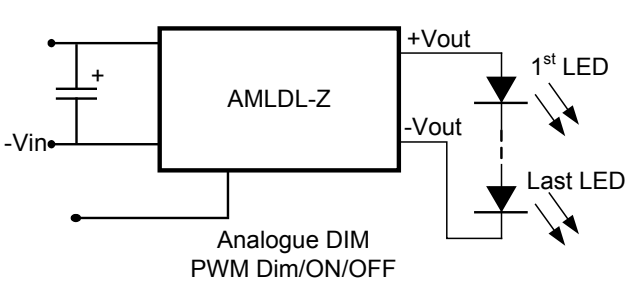 +Vout
1st LED
+
AMLDL-Z
-Vout
-Vin
Last LED
Analogue DIM
PWM Dim/ON/OFF